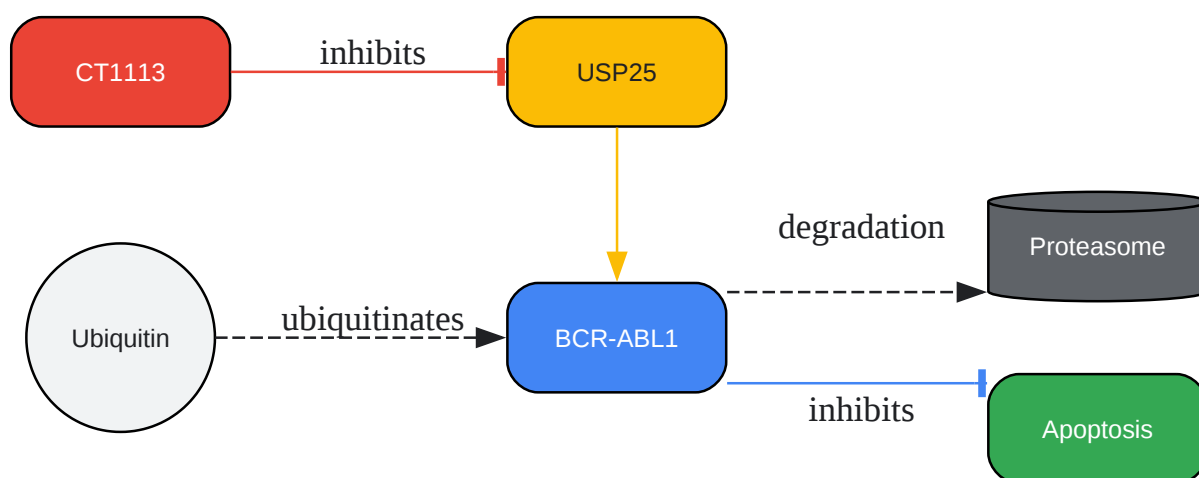 CT1113
inhibits
USP25
degradation
Proteasome
Ubiquitin
ubiquitinates
BCR-ABL1
inhibits
Apoptosis